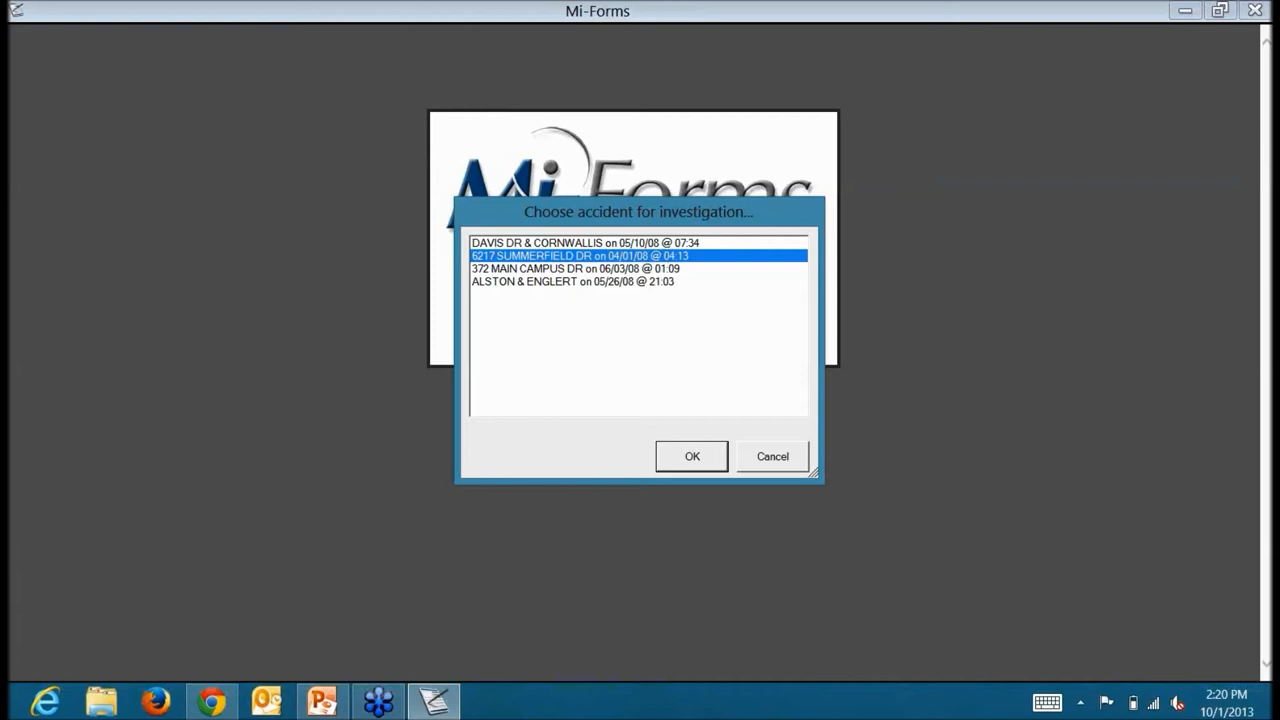 Mi-Forms
Mi-Forms
Choose accident for investigation...
DAVIS DR & CORNWALLIS on 05/10/08 @ 07:34
6217 SUMMERFIELD DR on 04/01/08 @ 04:13
372 MAIN CAMPUS DR on 06/03/08 @ 01:09
ALSTON & ENGLERT on 05/26/08 @ 21:03
OK
Cancel
2:20 PM
10/1/2013